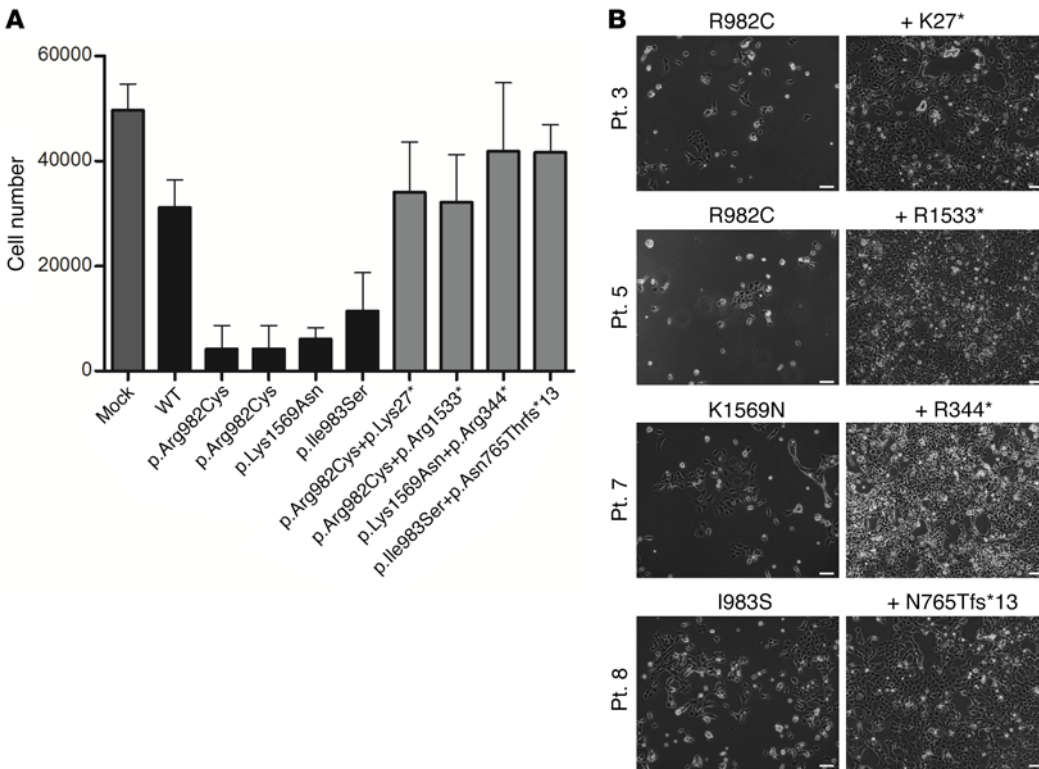 A
60000
40000
20000
0
Cell number
Mock
WT
p.Arg982Cys
p.Arg982Cys
p.Lys1569Asn
p.Ile983Ser
p.Arg982Cys+p.Lys27*
p.Arg982Cys+p.Arg1533*
p.Lys1569Asn+p.Arg344*
p.Ile983Ser+p.Asn765Thrfs*13
B
R982C
+ K27*
Pt. 3
R982C
+ R1533*
Pt. 5
K1569N
+ R344*
Pt. 7
I983S
+ N765Tfs*13
Pt. 8